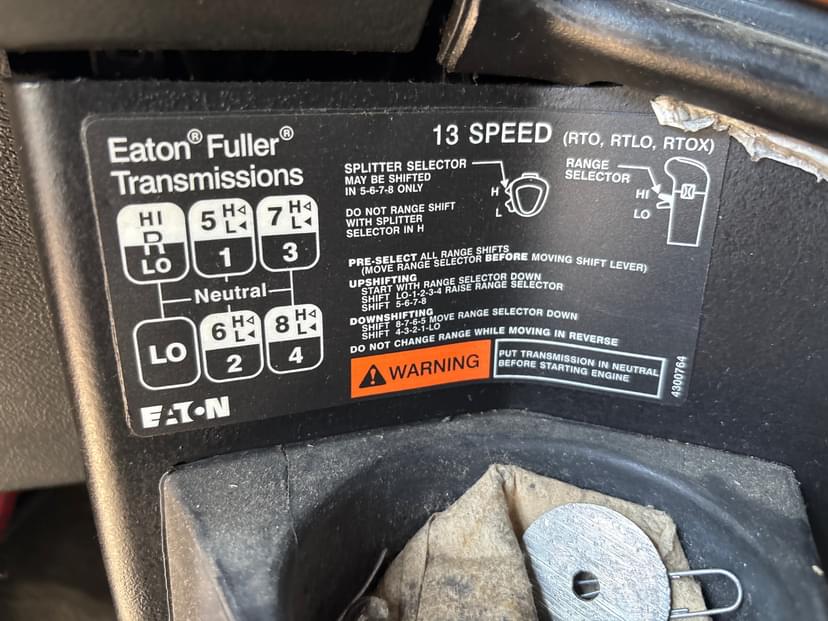 Eaton® Fuller®
Transmissions
13 SPEED (RTO, RTLO, RTOX)
SPLITTER SELECTOR
MAY BE SHIFTED
IN 5-6-7-8 ONLY
DO NOT RANGE SHIFT
WITH SPLITTER
SELECTOR IN H
H
L
RANGE
SELECTOR
HI
LO
HI
R
LO
5 H
L
1
7 H
L
3
Neutral
LO
6 H
L
2
8 H
L
4
PRE-SELECT ALL RANGE SHIFTS
(MOVE RANGE SELECTOR BEFORE MOVING SHIFT LEVER)
UPSHIFTING
START WITH RANGE SELECTOR DOWN
SHIFT LO-1-2-3-4 RAISE RANGE SELECTOR
SHIFT 5-6-7-8
DOWNSHIFTING
SHIFT 8-7-6-5 MOVE RANGE SELECTOR DOWN
SHIFT 4-3-2-1-LO
DO NOT CHANGE RANGE WHILE MOVING IN REVERSE
WARNING
PUT TRANSMISSION IN NEUTRAL
BEFORE STARTING ENGINE
4300764
EATON